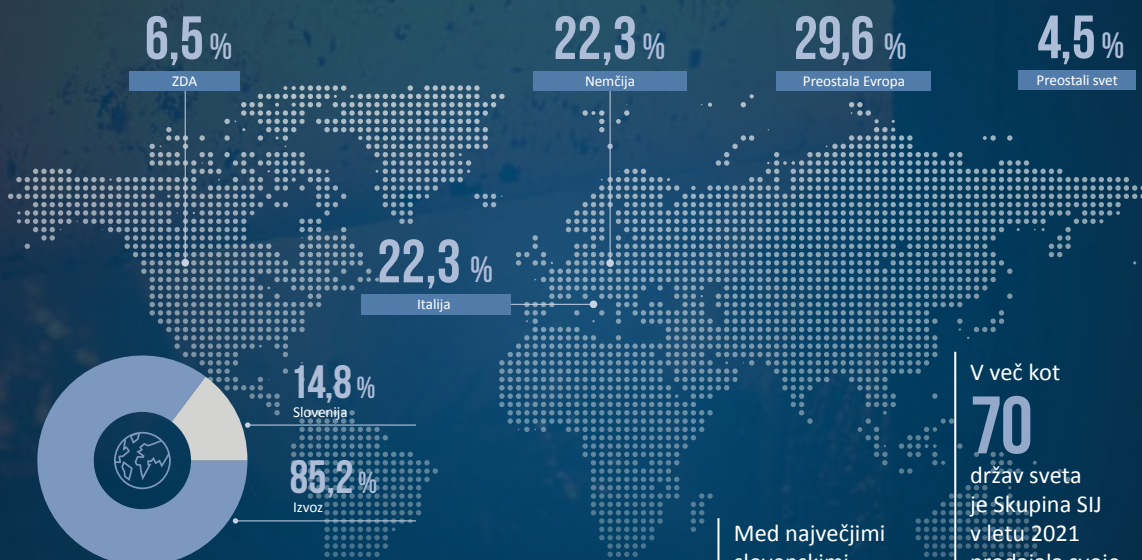 6,5 %
ZDA
22,3 %
Nemčija
29,6 %
Preostala Evropa
4,5 %
Preostali svet
22,3 %
Italija
14,8 %
Slovenija
85,2 %
Izvoz
V več kot
70
držav sveta
je Skupina SIJ
v letu 2021
Med največjimi